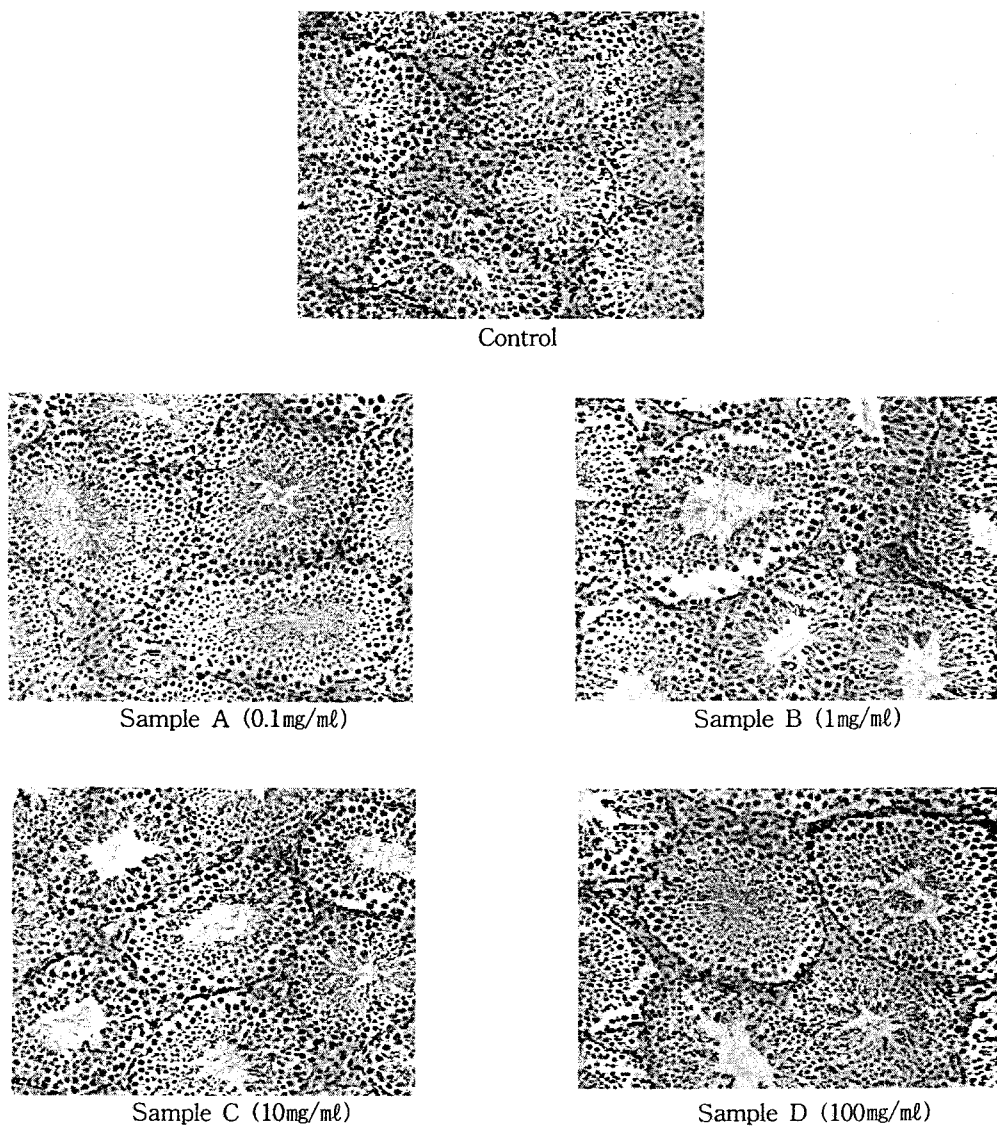 Control
Sample A (0.1㎎/㎖)
Sample B (1㎎/㎖)
Sample C (10㎎/㎖)
Sample D (100㎎/㎖)